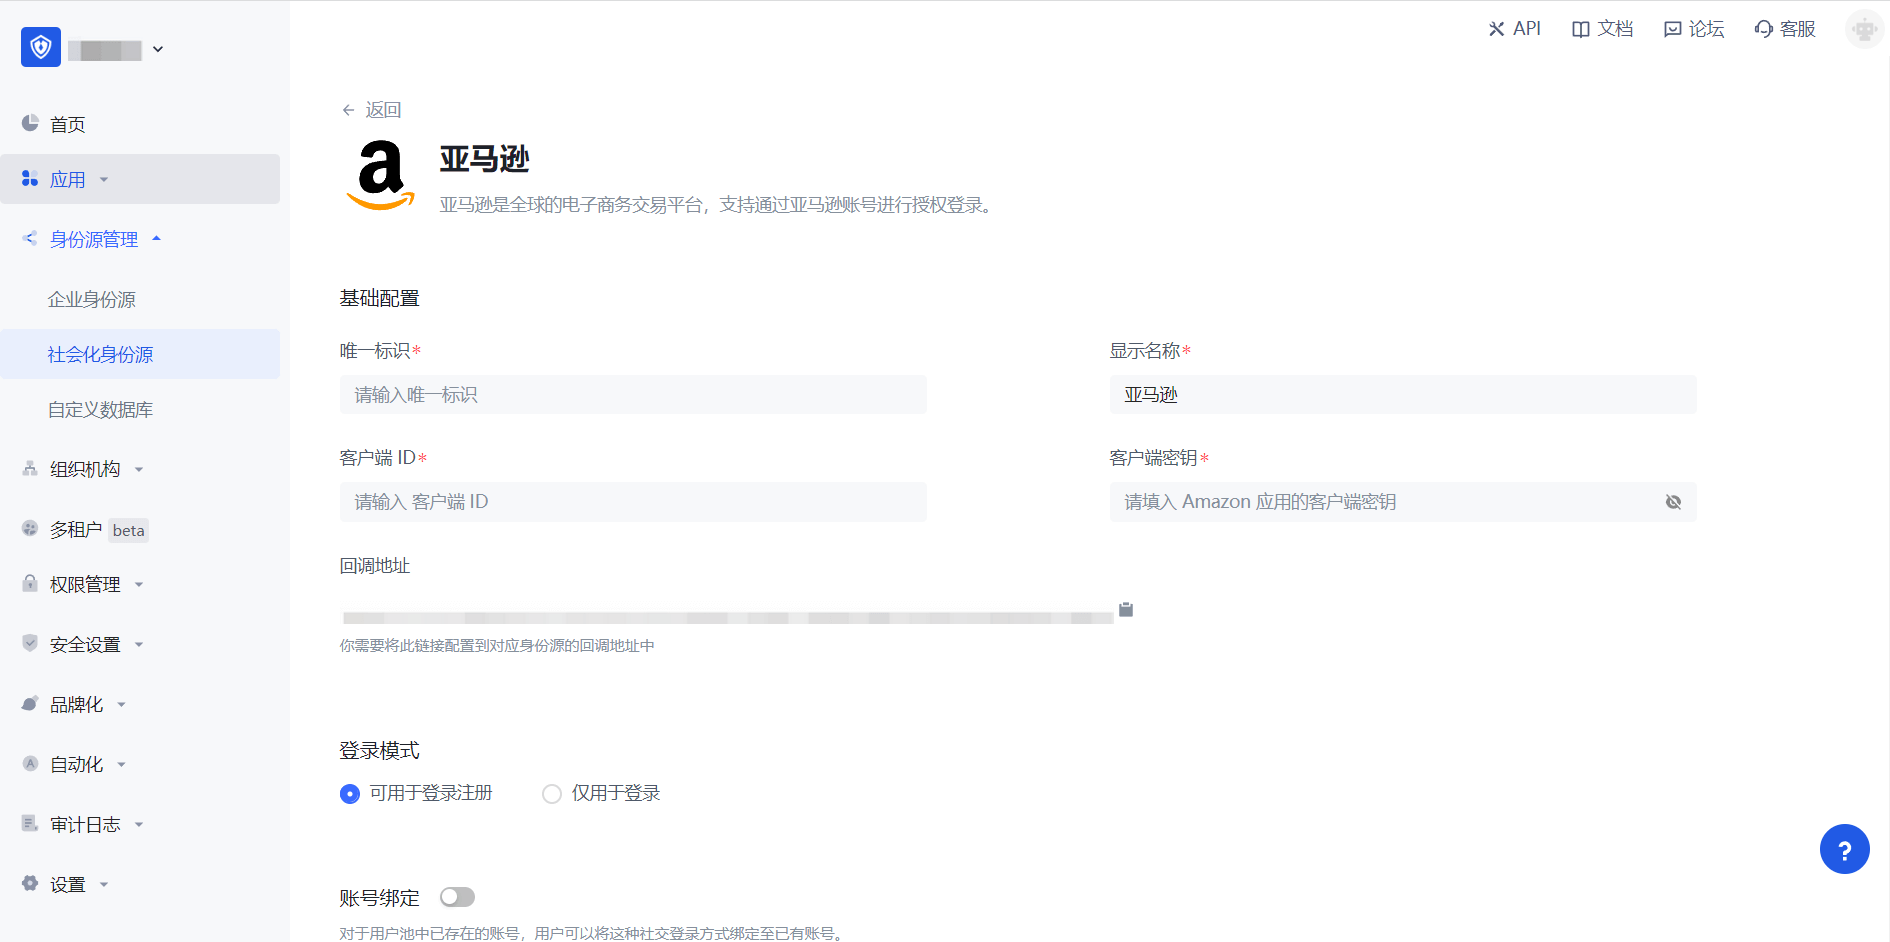 API
文档
论坛
客服
首页
应用
身份源管理
企业身份源
社会化身份源
自定义数据库
组织机构
多租户 beta
权限管理
安全设置
品牌化
自动化
审计日志
设置
返回
亚马逊
亚马逊是全球的电子商务交易平台，支持通过亚马逊账号进行授权登录。
基础配置
唯一标识*
请输入唯一标识
显示名称*
亚马逊
客户端 ID*
请输入 客户端 ID
客户端密钥*
请填入 Amazon 应用的客户端密钥
回调地址
你需要将此链接配置到对应身份源的回调地址中
登录模式
可用于登录注册
仅用于登录
账号绑定
对于用户池中已存在的账号，用户可以将这种社交登录方式绑定至已有账号。